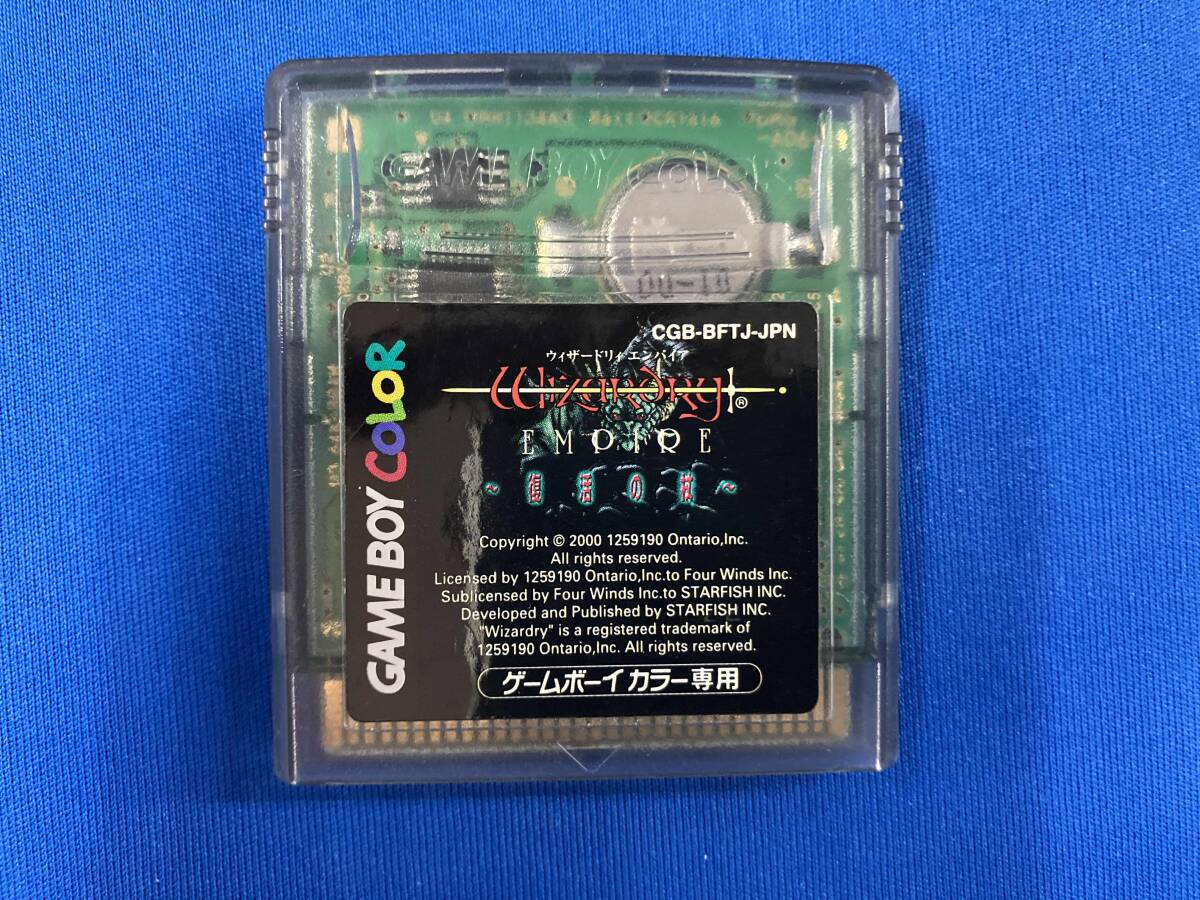 GAME BOY COLOR
CGB-BFTJ-JPN
ウィザードリィ エンパイア
Wizardry®
EMPIRE
~復活の杖~
Copyright © 2000 1259190 Ontario,Inc.
All rights reserved.
Licensed by 1259190 Ontario,Inc.to Four Winds Inc.
Sublicensed by Four Winds Inc.to STARFISH INC.
Developed and Published by STARFISH INC.
"Wizardry" is a registered trademark of
1259190 Ontario,Inc. All rights reserved.
ゲームボーイカラー専用
GAME BOY COLOR